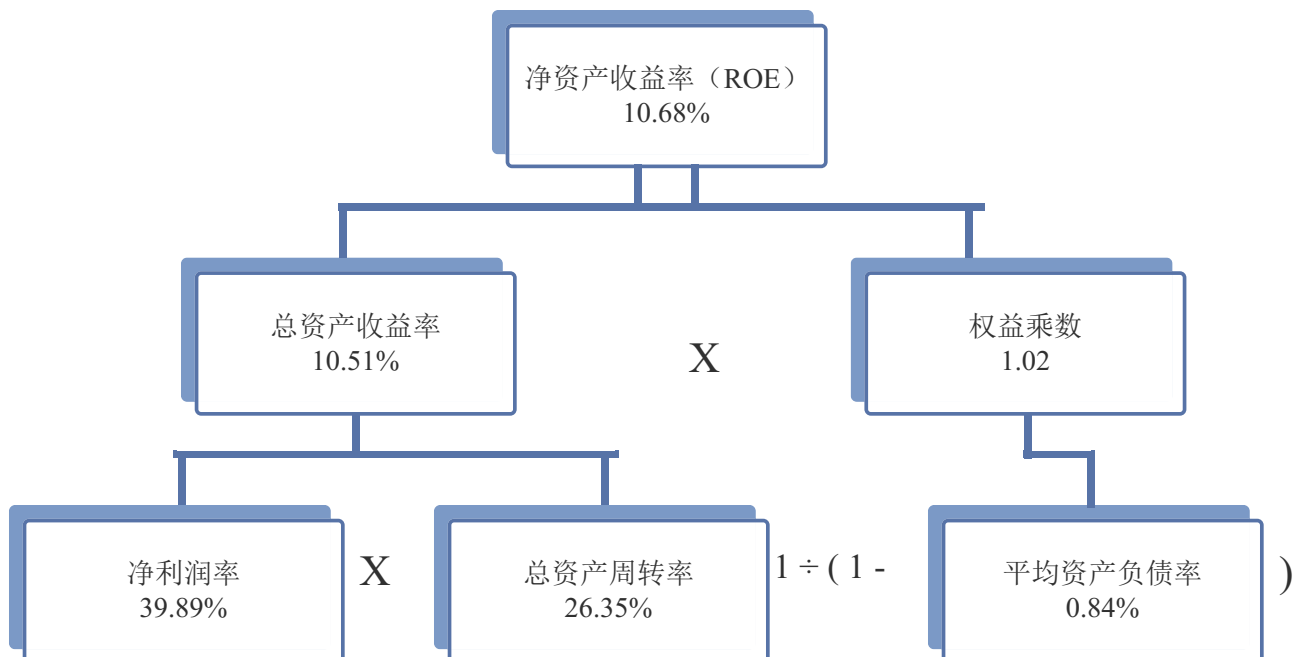 净资产收益率（ROE）
10.68%
总资产收益率
10.51%
X
权益乘数
1.02
净利润率
39.89%
X
总资产周转率
26.35%
1 ÷ ( 1 -
平均资产负债率
0.84%
)